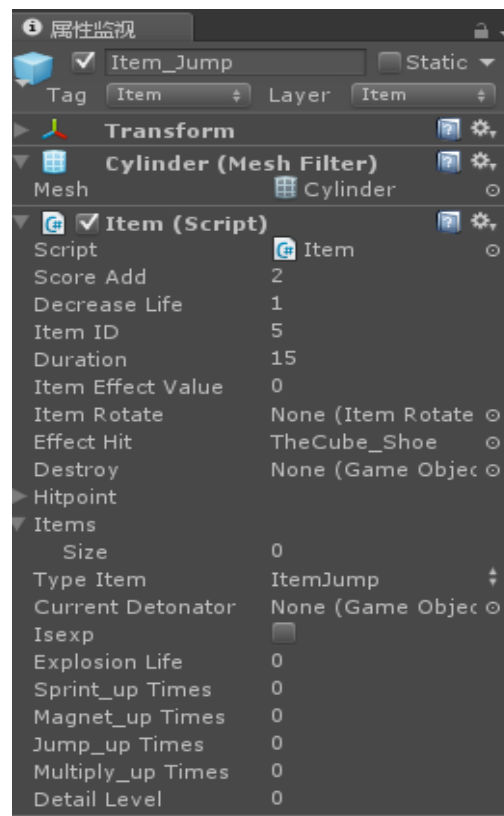 属性监视
Item_Jump Static
Tag Item Layer Item
Transform
Cylinder (Mesh Filter)
Mesh Cylinder
Item (Script)
Script Item
Score Add 2
Decrease Life 1
Item ID 5
Duration 15
Item Effect Value 0
Item Rotate None (Item Rotate
Effect Hit TheCube_Shoe
Destroy None (Game Objec
Hitpoint
Items
Size 0
Type Item ItemJump
Current Detonator None (Game Objec
Isexp
Explosion Life 0
Sprint_up Times 0
Magnet_up Times 0
Jump_up Times 0
Multiply_up Times 0
Detail Level 0